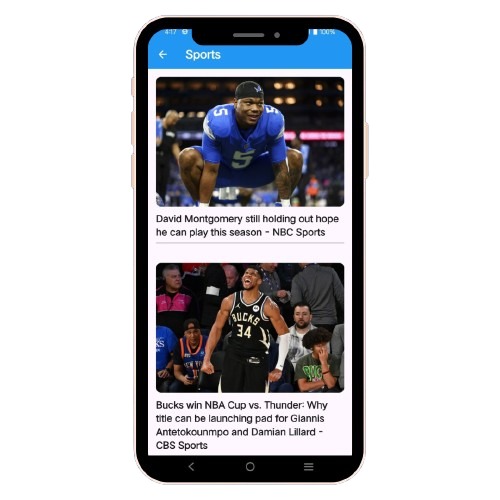 4:17
100%
Sports
5
5
David Montgomery still holding out hope
he can play this season - NBC Sports
BUCKS
34
Bucks win NBA Cup vs. Thunder: Why
title can be launching pad for Giannis
Antetokounmpo and Damian Lillard -
CBS Sports